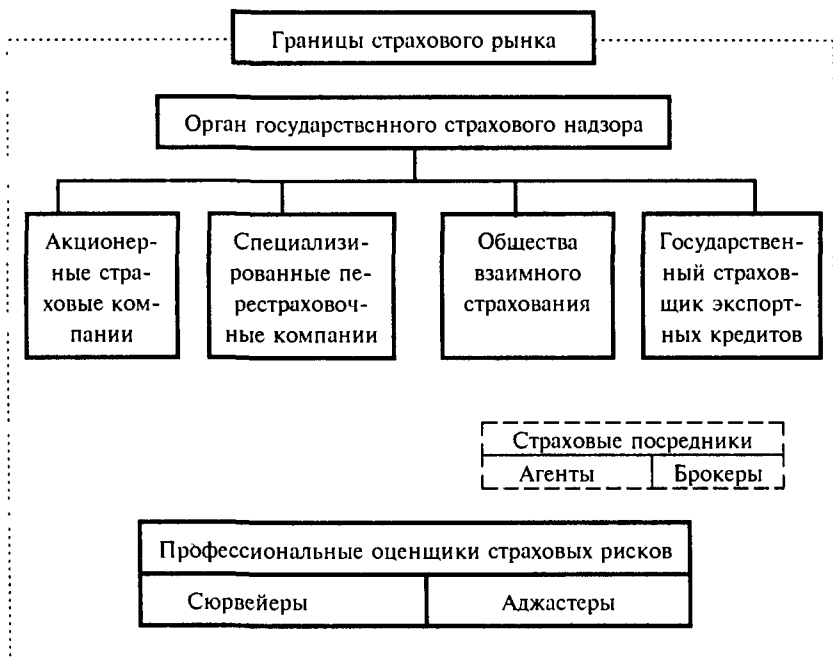 Границы страхового рынка
Орган государственного страхового надзора
Акционер-
ные стра-
ховые ком-
пании
Специализи-
рованные пе-
рестраховоч-
ные компании
Общества
взаимного
страхования
Государствен-
ный страхов-
щик экспорт-
ных кредитов
Страховые посредники
Агенты Брокеры
Профессиональные оценщики страховых рисков
Сюрвейеры Аджастеры